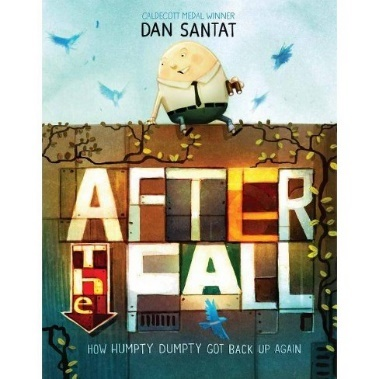 CALDECOTT MEDAL WINNER
DAN SANTAT
AFTER
The FALL
HOW HUMPTY DUMPTY GOT BACK UP AGAIN